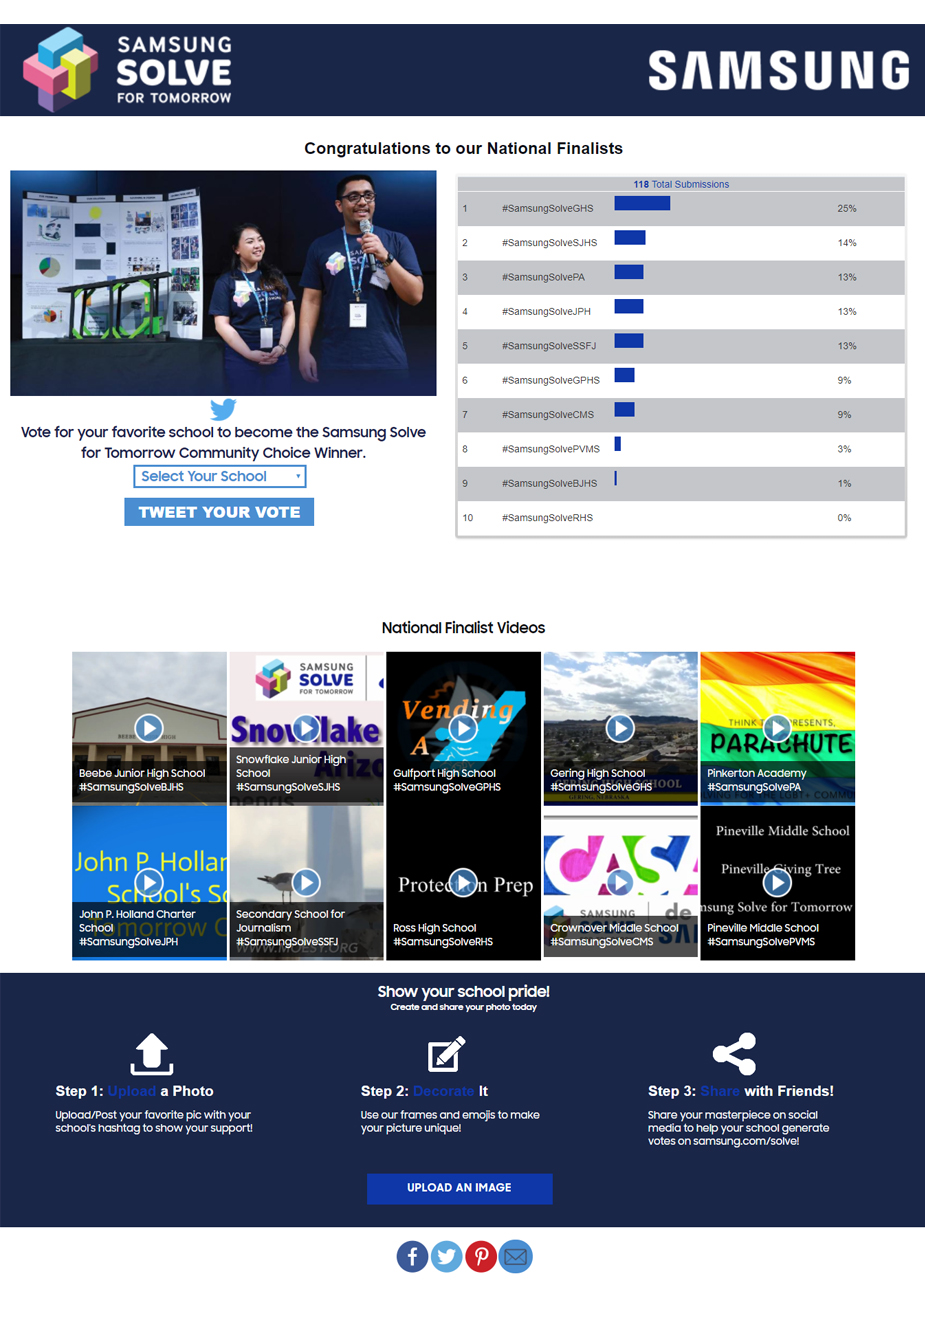 SAMSUNG
SOLVE
FOR TOMORROW
SAMSUNG
Congratulations to our National Finalists
SAMSUNG
SOLVE
118 Total Submissions
1 #SamsungSolveGHS 25%
2 #SamsungSolveSJHS 14%
3 #SamsungSolvePA 13%
4 #SamsungSolveJPH 13%
5 #SamsungSolveSSFJ 13%
6 #SamsungSolveGPHS 9%
7 #SamsungSolveCMS 9%
8 #SamsungSolvePVMS 3%
9 #SamsungSolveBJHS 1%
10 #SamsungSolveRHS 0%
Vote for your favorite school to become the Samsung Solve
for Tomorrow Community Choice Winner.
Select Your School
TWEET YOUR VOTE
National Finalist Videos
Beebe Junior High School
#SamsungSolveBJHS
SAMSUNG
SOLVE
FOR TOMORROW
Snowflake
Snowflake Junior High
School
#SamsungSolveSJHS
Vending
Gulfport High School
#SamsungSolveGPHS
Gering High School
#SamsungSolveGHS
PARACHUTE
Pinkerton Academy
#SamsungSolvePA
John P. Hollan
School's So
John P. Holland Charter
School
#SamsungSolveJPH
Secondary School for
Journalism
#SamsungSolveSSFJ
WWW.MOESY.ORG
Protection Prep
Ross High School
#SamsungSolveRHS
CASA
SAMSUNG
SOLVE
de
Crownover Middle School
#SamsungSolveCMS
Pineville Middle School
Pineville Giving Tree
msung Solve for Tomorrow
Pineville Middle School
#SamsungSolvePVMS
Show your school pride!
Create and share your photo today
Step 1: Upload a Photo
Upload/Post your favorite pic with your
school's hashtag to show your support!
Step 2: Decorate It
Use our frames and emojis to make
your picture unique!
Step 3: Share with Friends!
Share your masterpiece on social
media to help your school generate
votes on samsung.com/solve!
UPLOAD AN IMAGE